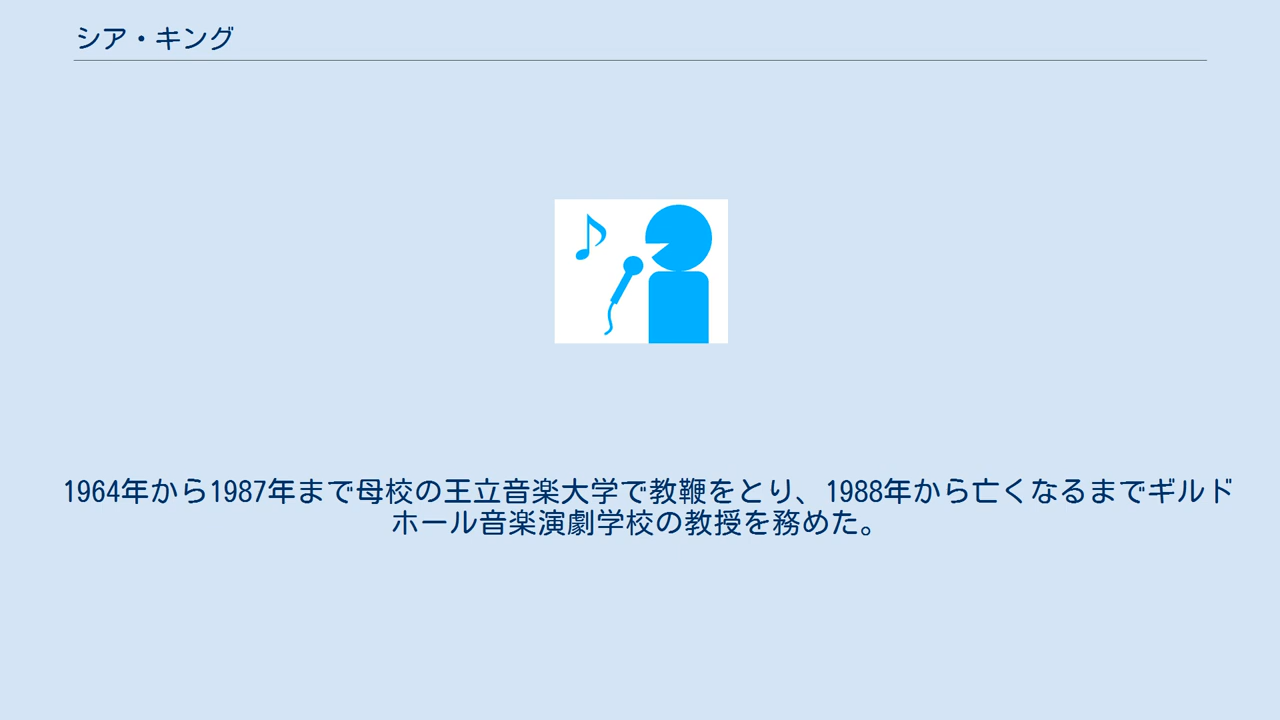 シア・キング
1964年から1987年まで母校の王立音楽大学で教鞭をとり、1988年から亡くなるまでギルド
ホール音楽演劇学校の教授を務めた。